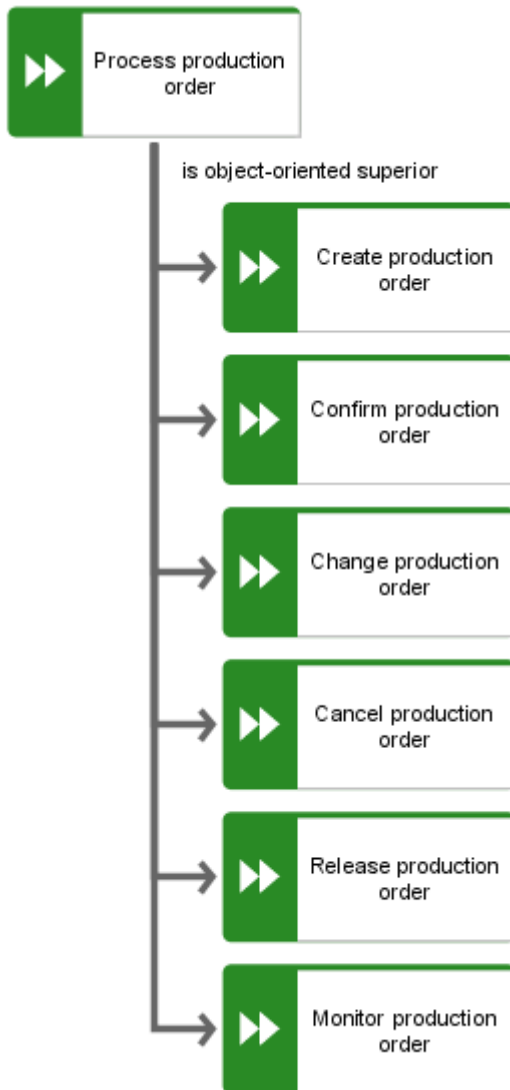 Process production
order
is object-oriented superior
Create production
order
Confirm production
order
Change production
order
Cancel production
order
Release production
order
Monitor production
order